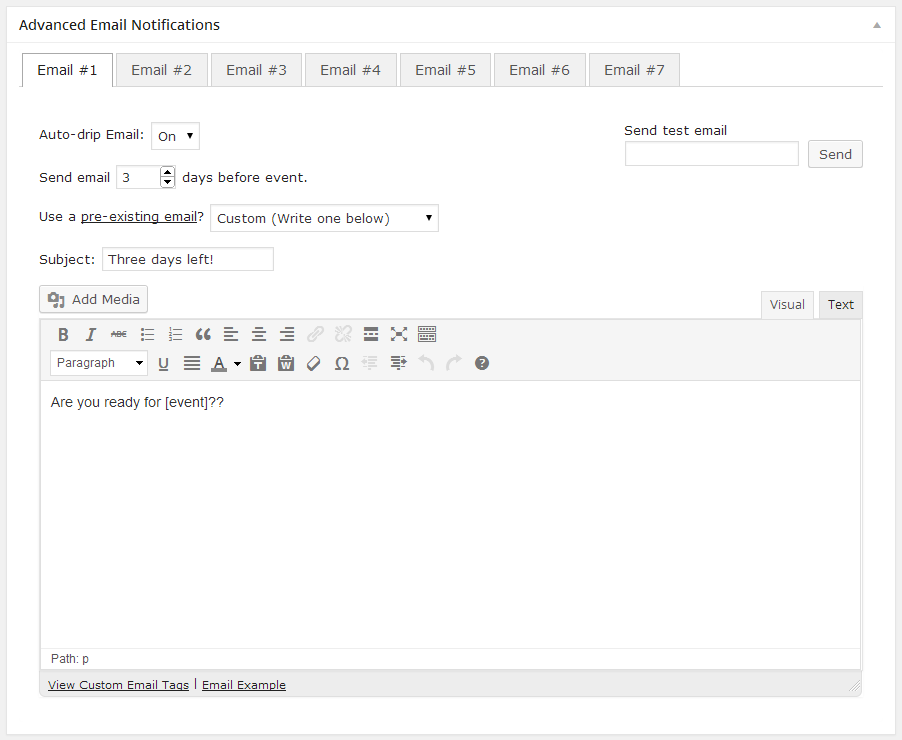 Advanced Email Notifications
Email #1 Email #2 Email #3 Email #4 Email #5 Email #6 Email #7
Send test email
Auto-drip Email: On
Send
Send email 3 days before event.
Use a pre-existing email? Custom (Write one below)
Subject: Three days left!
Add Media
Visual Text
B I ABC
Paragraph U A T W Ω ?
Are you ready for [event]??
Path: p
View Custom Email Tags | Email Example